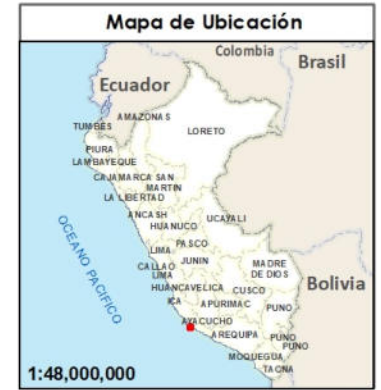 Mapa de Ubicación
Colombia
Brasil
Ecuador
AMAZONAS
TUMBES
LORETO
PIURA
LAMBAYEQUE
CAJAMARCA SAN
MARTIN
LA LIBERTAD
ANCASH
UCAYALI
HUANUCO
OCEANO PACIFICO
PASCO
LIMA
JUNIN
MADRE
DE DIOS
CALLAO
LIMA
Bolivia
HUANCAVELICA
CUSCO
ICA
APURIMAC
PUNO
AYACUCHO
AREQUIPA
PUNO
PUNO
MOQUEGUA
TACNA
1:48,000,000